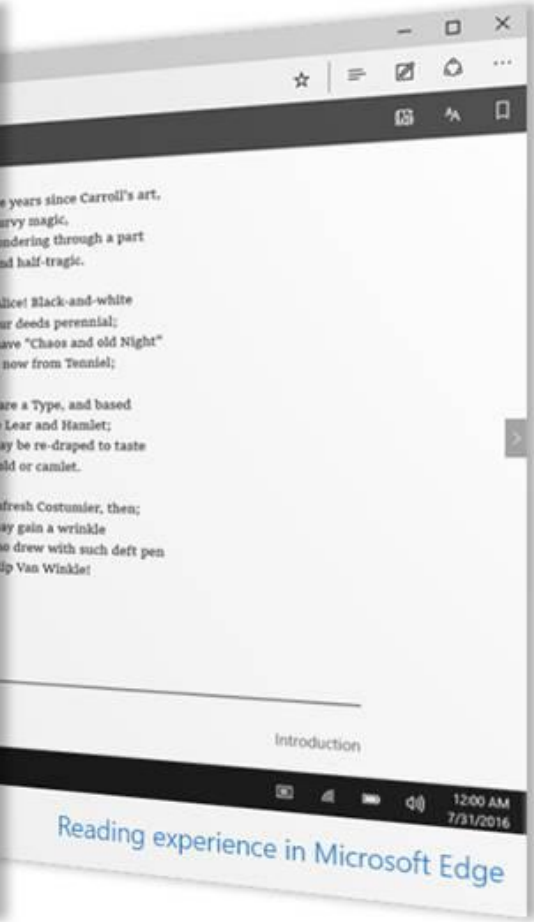 e years since Carroll's art,
urvy magic,
ndering through a part
nd half-tragic.
lice! Black-and-white
ur deeds perennial;
ave "Chaos and old Night"
now from Tenniel;
are a Type, and based
Lear and Hamlet;
ay be re-draped to taste
old or camlet.
fresh Costumier, then;
ay gain a wrinkle
o drew with such deft pen
ip Van Winkle!
Introduction
12:00 AM
7/31/2016
Reading experience in Microsoft Edge